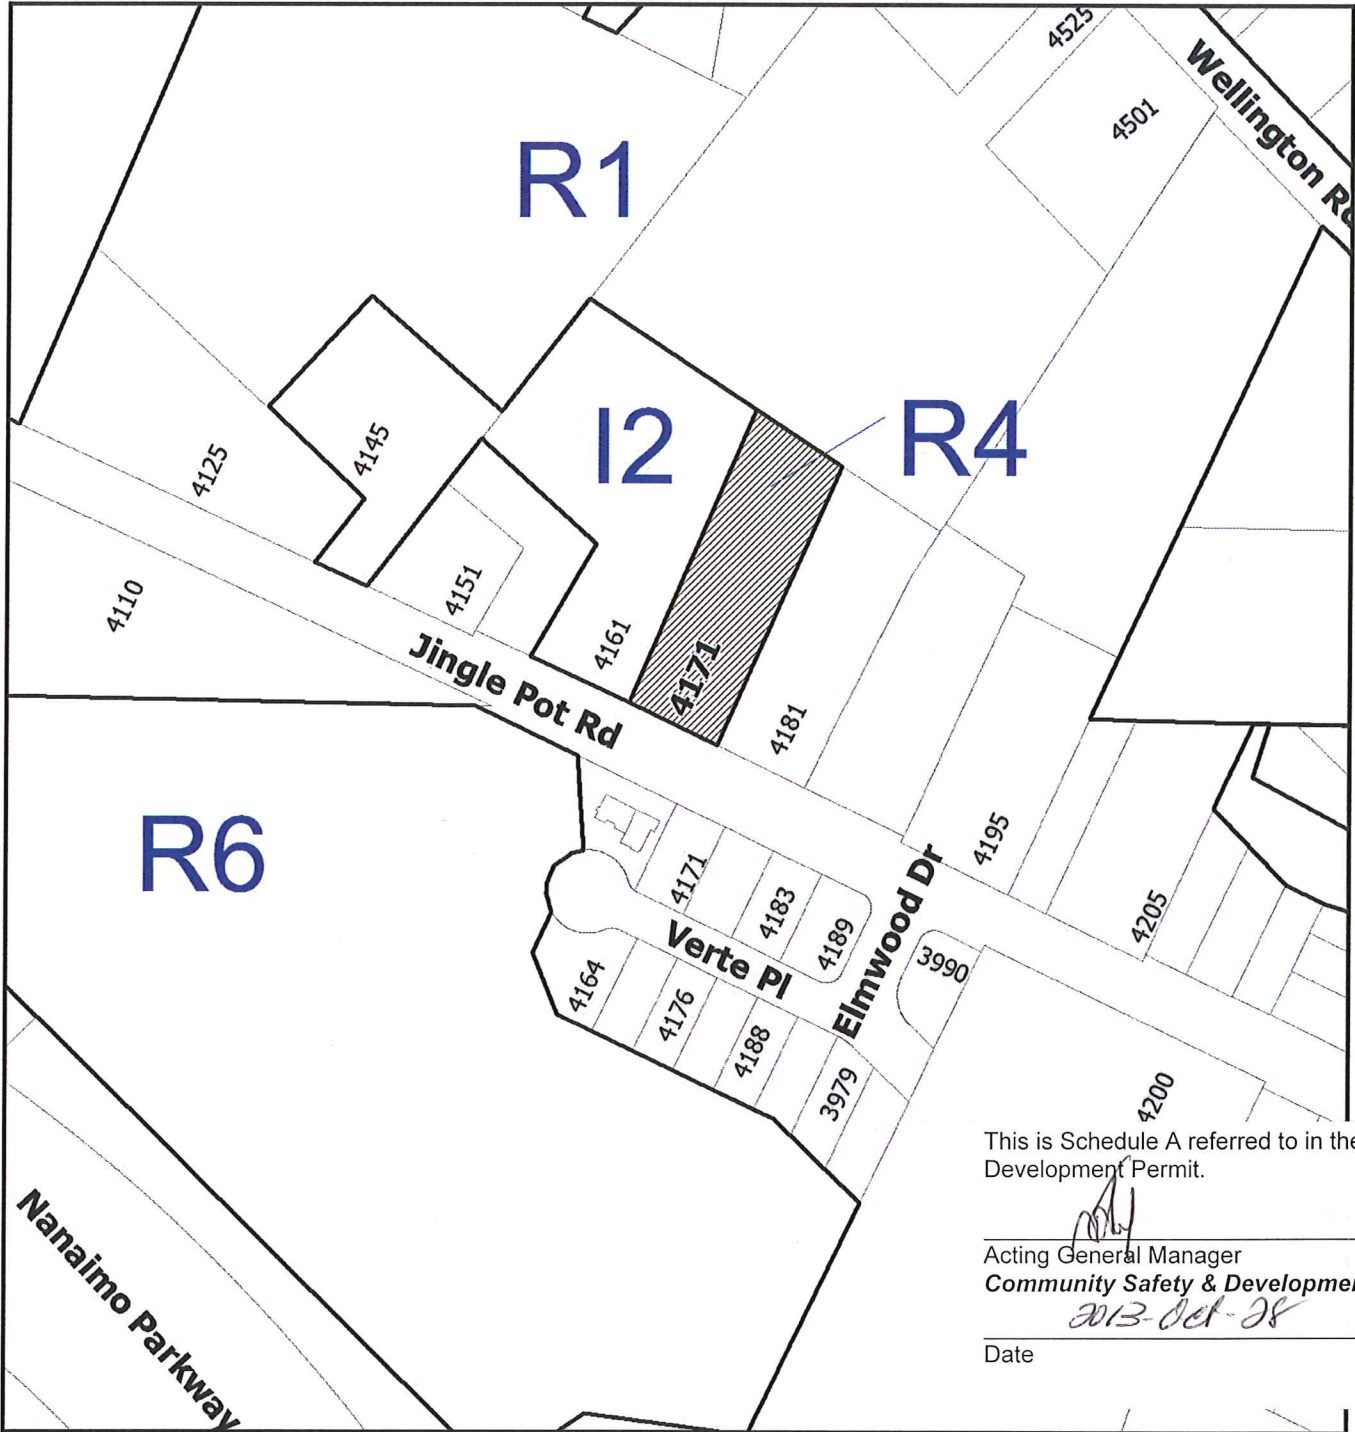 4525
Wellington
4501
R1
4145
4125
I2
R4
4151
4110
4161
4171
Jingle Pot Rd
4181
R6
4195
4171
4183
4189
Elmwood Dr
4205
Verte Pl
3990
4164
4176
4188
3979
4200
Nanaimo Parkway
This is Schedule A referred to in the
Development Permit.
Acting General Manager
Community Safety &
2013-Oct-28
Date